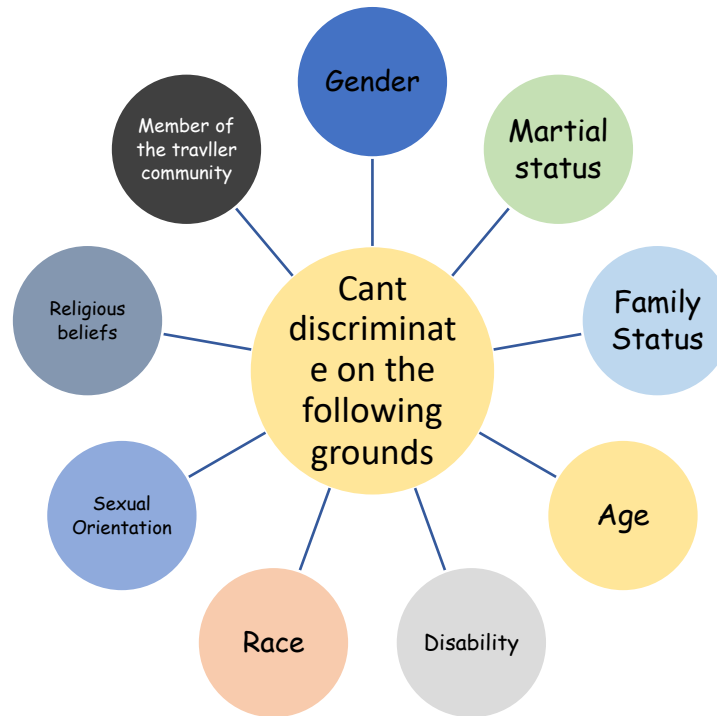 Gender
Martial
status
Family
Status
Age
Disability
Race
Sexual
Orientation
Religious
beliefs
Member of
the travller
community
Cant
discriminat
e on the
following
grounds